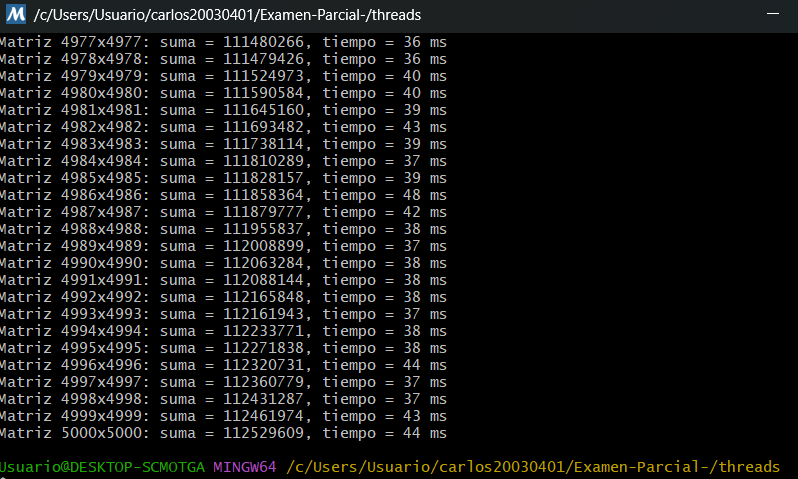 M /c/Users/Usuario/carlos20030401/Examen-Parcial-/threads
Matriz 4977x4977: suma = 111480266, tiempo = 36 ms
Matriz 4978x4978: suma = 111479426, tiempo = 36 ms
Matriz 4979x4979: suma = 111524973, tiempo = 40 ms
Matriz 4980x4980: suma = 111590584, tiempo = 40 ms
Matriz 4981x4981: suma = 111645160, tiempo = 39 ms
Matriz 4982x4982: suma = 111693482, tiempo = 43 ms
Matriz 4983x4983: suma = 111738114, tiempo = 39 ms
Matriz 4984x4984: suma = 111810289, tiempo = 37 ms
Matriz 4985x4985: suma = 111828157, tiempo = 39 ms
Matriz 4986x4986: suma = 111858364, tiempo = 48 ms
Matriz 4987x4987: suma = 111879777, tiempo = 42 ms
Matriz 4988x4988: suma = 111955837, tiempo = 38 ms
Matriz 4989x4989: suma = 112008899, tiempo = 37 ms
Matriz 4990x4990: suma = 112063284, tiempo = 38 ms
Matriz 4991x4991: suma = 112088144, tiempo = 38 ms
Matriz 4992x4992: suma = 112165848, tiempo = 38 ms
Matriz 4993x4993: suma = 112161943, tiempo = 37 ms
Matriz 4994x4994: suma = 112233771, tiempo = 38 ms
Matriz 4995x4995: suma = 112271838, tiempo = 38 ms
Matriz 4996x4996: suma = 112320731, tiempo = 44 ms
Matriz 4997x4997: suma = 112360779, tiempo = 37 ms
Matriz 4998x4998: suma = 112431287, tiempo = 37 ms
Matriz 4999x4999: suma = 112461974, tiempo = 43 ms
Matriz 5000x5000: suma = 112529609, tiempo = 44 ms
Usuario@DESKTOP-SCMOTGA MINGW64 /c/Users/Usuario/carlos20030401/Examen-Parcial-/threads